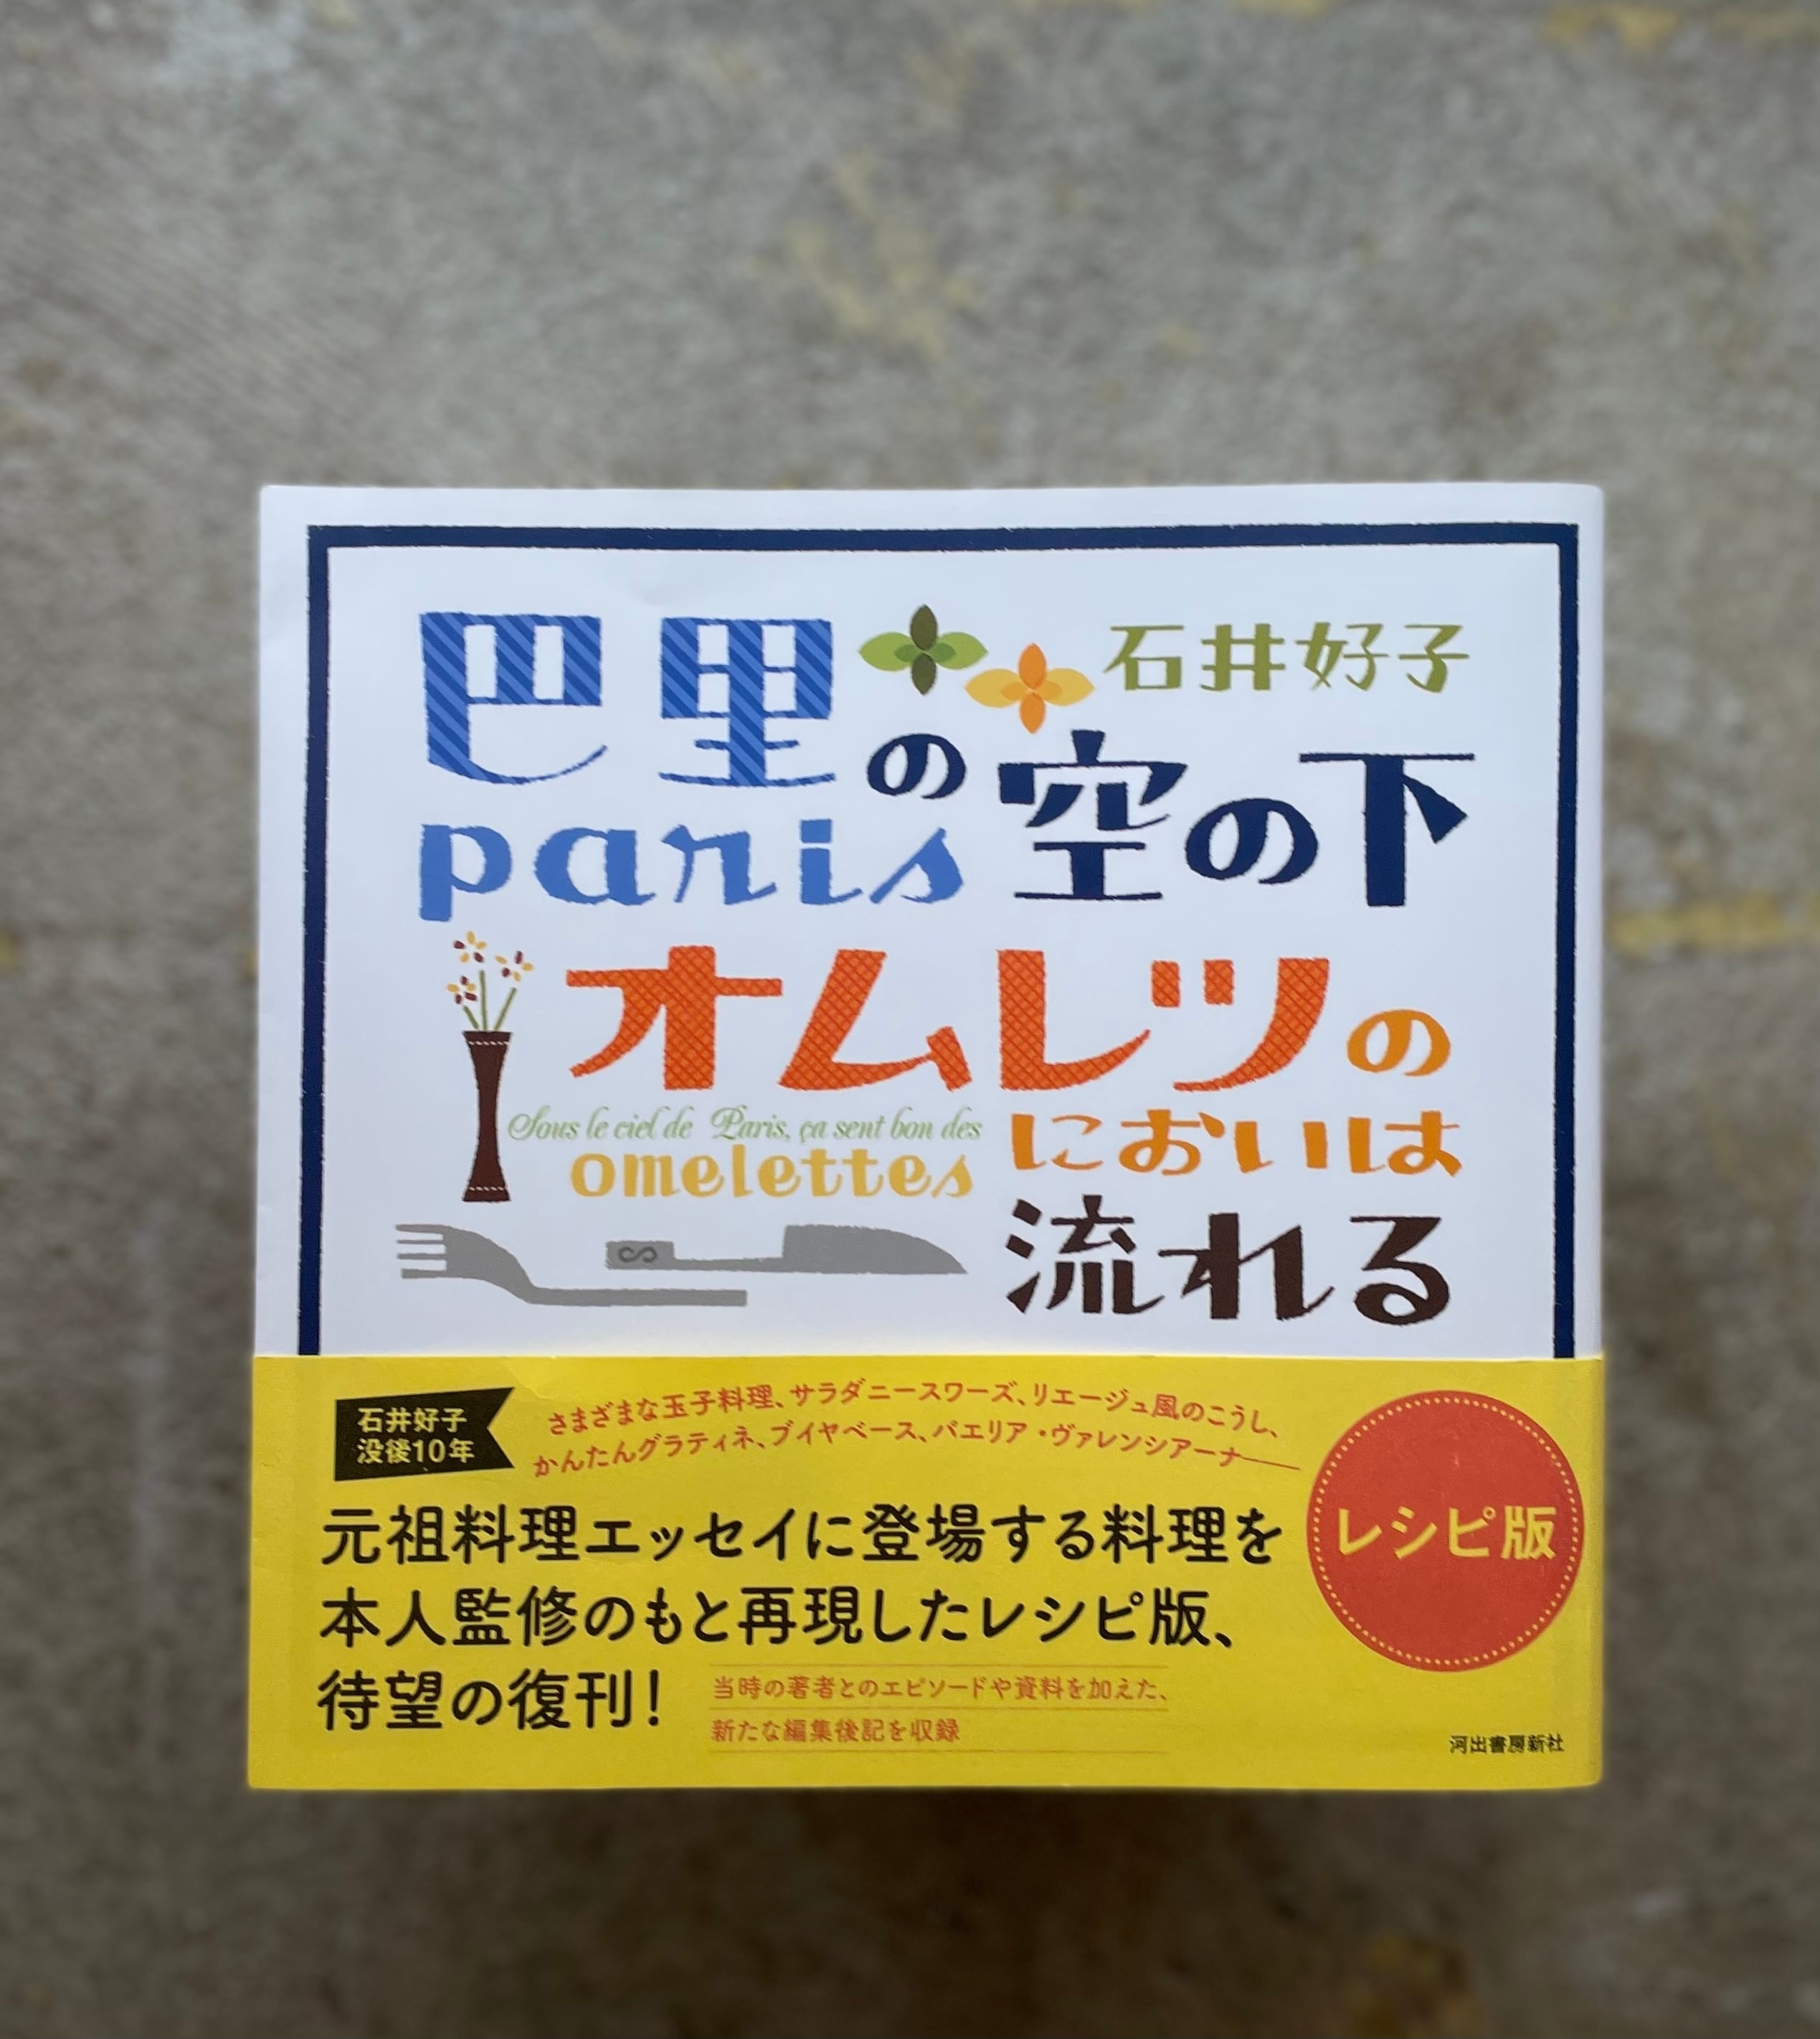 巴里の空の下
石井好子
paris
オムレツの
Sous le ciel de Paris, ça sent bon des
omelettes
においは
流れる
石井好子
没後10年
さまざまな玉子料理、サラダニースワーズ、リエージュ風のこうし、
かんたんグラティネ、ブイヤベース、パエリア・ヴァレンシアーナ——
元祖料理エッセイに登場する料理を
本人監修のもと再現したレシピ版、
待望の復刊!
当時の著者とのエピソードや資料を加えた、
新たな編集後記を収録
レシピ版
河出書房新社